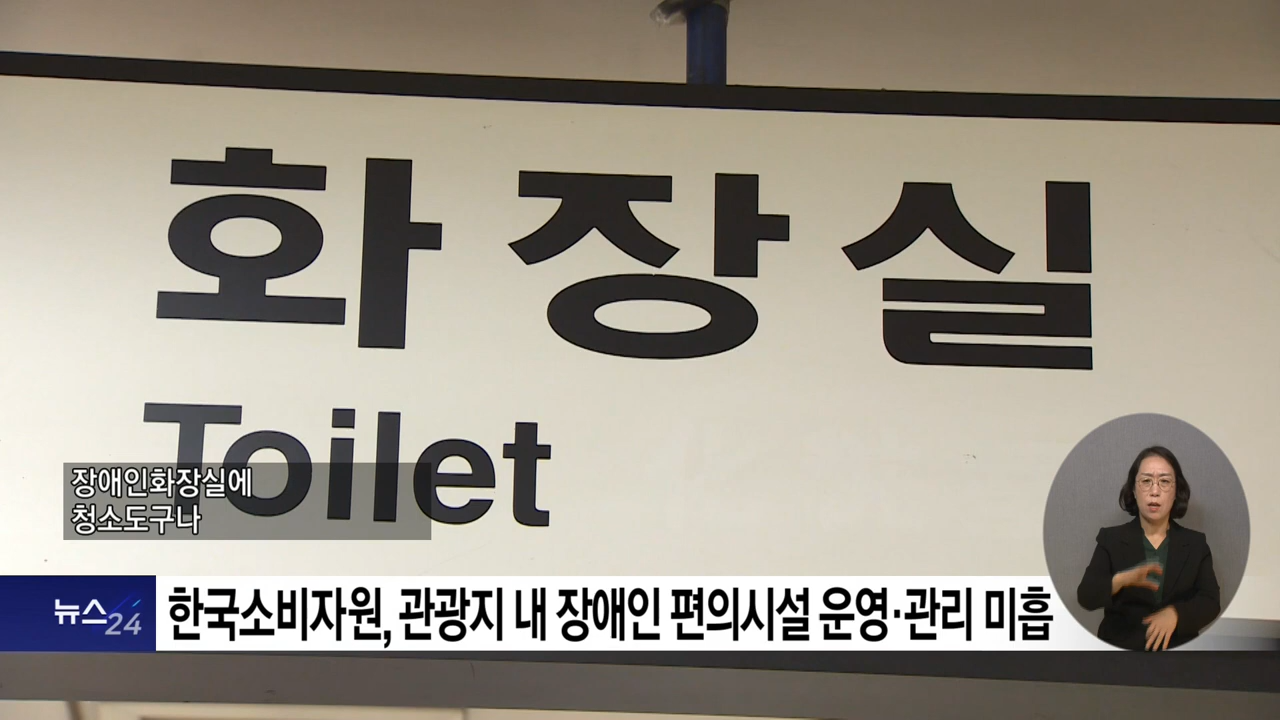 화장실
Toilet
장애인화장실에
청소도구나
뉴스24
한국소비자원, 관광지 내 장애인 편의시설 운영·관리 미흡